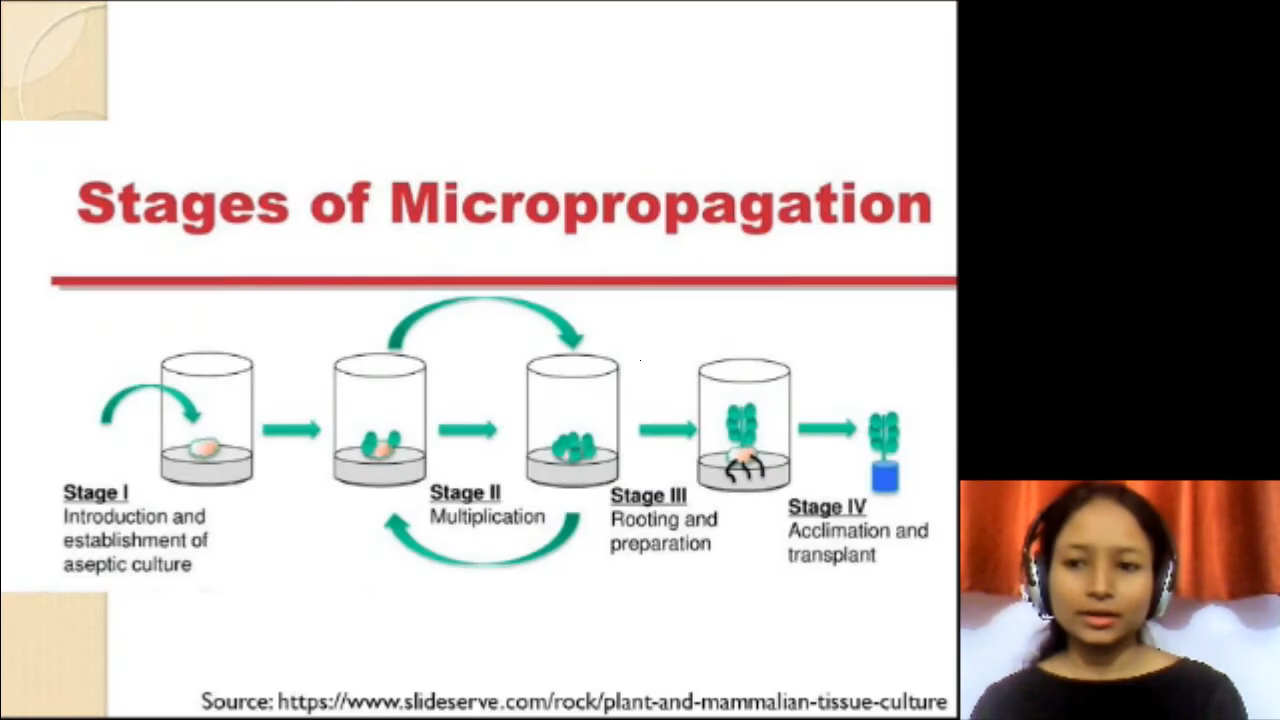 Stages of Micropropagation
Stage I
Introduction and
establishment of
aseptic culture
Stage II
Multiplication
Stage III
Rooting and
preparation
Stage IV
Acclimation and
transplant
Source: https://www.slideserve.com/rock/plant-and-mammalian-tissue-culture